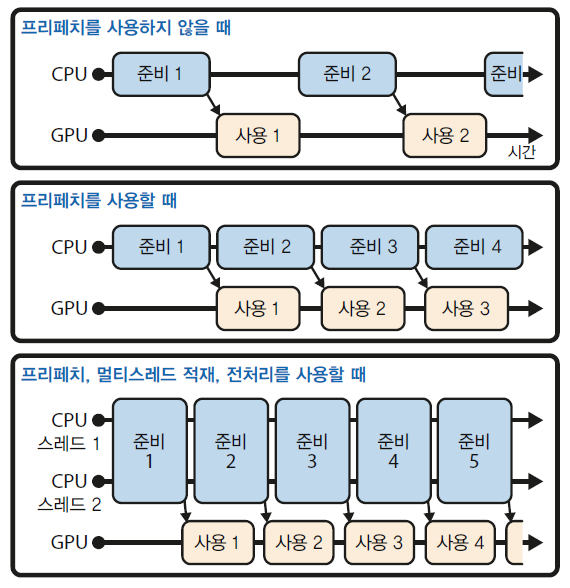 프리페치를 사용하지 않을 때
CPU 준비 1 준비 2 준비
GPU 사용 1 사용 2
시간
프리페치를 사용할 때
CPU 준비 1 준비 2 준비 3 준비 4
GPU 사용 1 사용 2 사용 3
프리페치, 멀티스레드 적재, 전처리를 사용할 때
CPU
스레드 1
준비
1
준비
2
준비
3
준비
4
준비
5
CPU
스레드 2
GPU 사용 1 사용 2 사용 3 사용 4